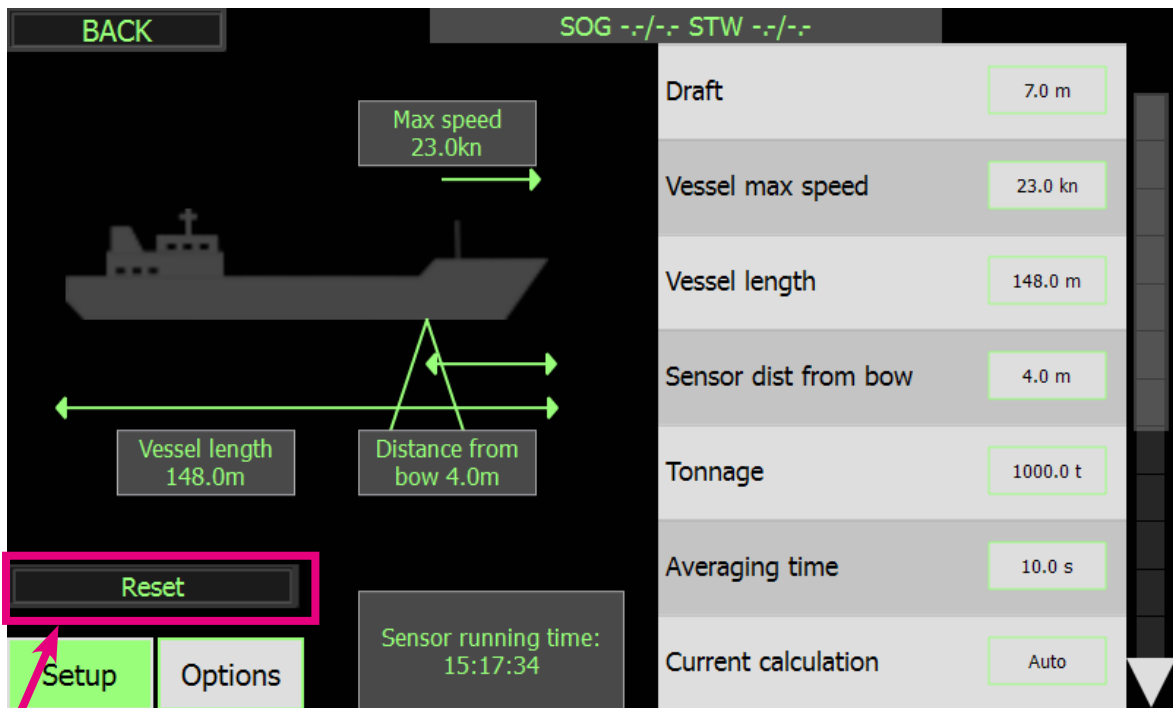 BACK
SOG -.-/-.- STW -.-/-.-
Max speed
23.0kn
Vessel length
148.0m
Distance from
bow 4.0m
Reset
Setup
Options
Sensor running time:
15:17:34
Draft
7.0 m
Vessel max speed
23.0 kn
Vessel length
148.0 m
Sensor dist from bow
4.0 m
Tonnage
1000.0 t
Averaging time
10.0 s
Current calculation
Auto